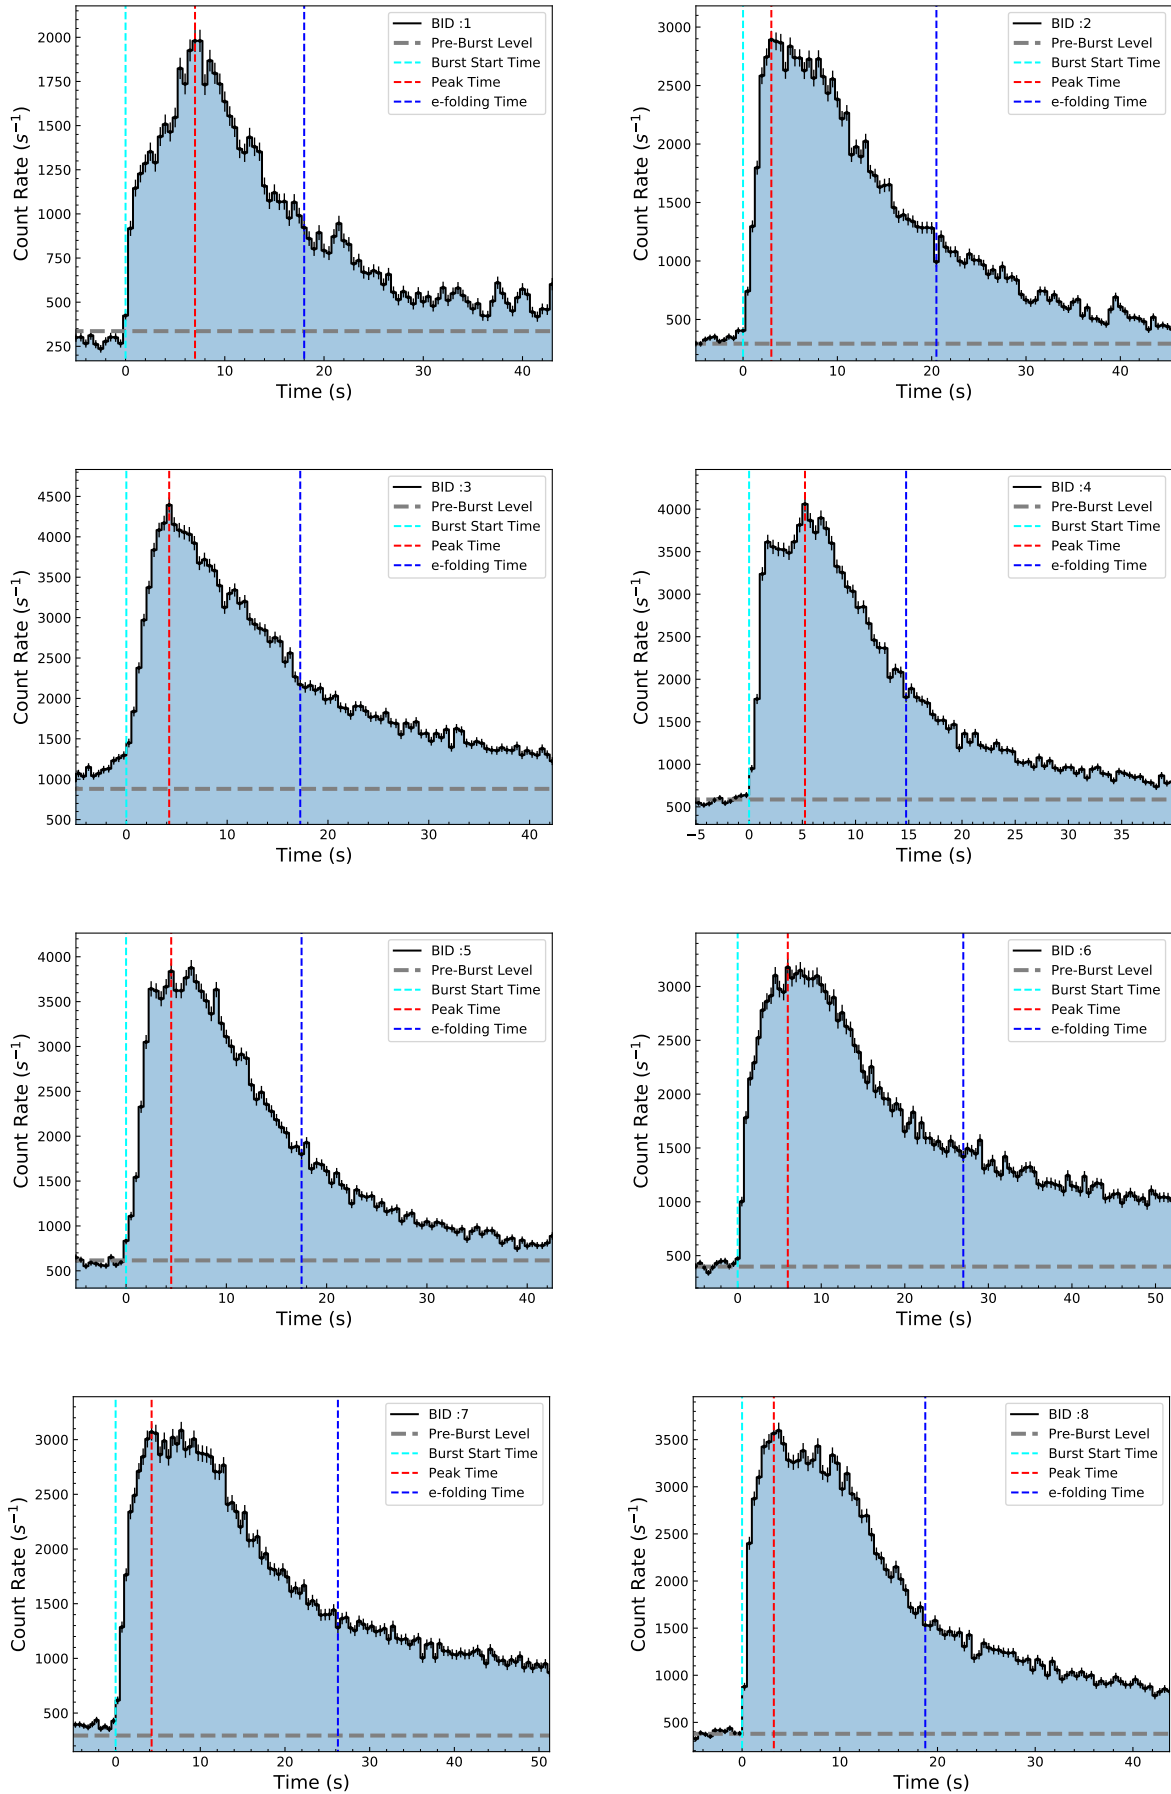 BID :1
Pre-Burst Level
Burst Start Time
Peak Time
e-folding Time
2000
1750
1500
1250
1000
750
500
250
Count Rate (s⁻¹)
0 10 20 30 40
Time (s)
BID :2
Pre-Burst Level
Burst Start Time
Peak Time
e-folding Time
3000
2500
2000
1500
1000
500
Count Rate (s⁻¹)
0 10 20 30 40
Time (s)
BID :3
Pre-Burst Level
Burst Start Time
Peak Time
e-folding Time
4500
4000
3500
3000
2500
2000
1500
1000
500
Count Rate (s⁻¹)
0 10 20 30 40
Time (s)
BID :4
Pre-Burst Level
Burst Start Time
Peak Time
e-folding Time
4000
3500
3000
2500
2000
1500
1000
500
Count Rate (s⁻¹)
−5 0 5 10 15 20 25 30 35
Time (s)
BID :5
Pre-Burst Level
Burst Start Time
Peak Time
e-folding Time
4000
3500
3000
2500
2000
1500
1000
500
Count Rate (s⁻¹)
0 10 20 30 40
Time (s)
BID :6
Pre-Burst Level
Burst Start Time
Peak Time
e-folding Time
3000
2500
2000
1500
1000
500
Count Rate (s⁻¹)
0 10 20 30 40 50
Time (s)
BID :7
Pre-Burst Level
Burst Start Time
Peak Time
e-folding Time
3000
2500
2000
1500
1000
500
Count Rate (s⁻¹)
0 10 20 30 40 50
Time (s)
BID :8
Pre-Burst Level
Burst Start Time
Peak Time
e-folding Time
3500
3000
2500
2000
1500
1000
500
Count Rate (s⁻¹)
0 10 20 30 40
Time (s)